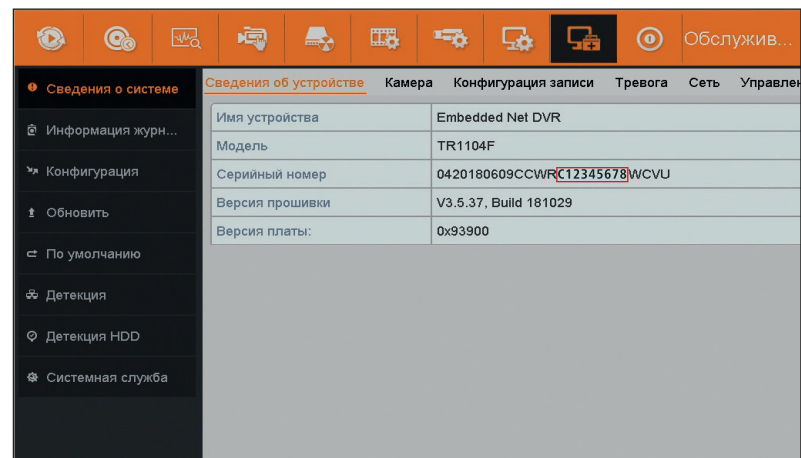 Обслужив...
Сведения о системе
Информация журн...
Конфигурация
Обновить
По умолчанию
Детекция
Детекция HDD
Системная служба
Сведения об устройстве Камера Конфигурация записи Тревога Сеть Управлен
Имя устройства Embedded Net DVR
Модель TR1104F
Серийный номер 0420180609CCWRC12345678WCVU
Версия прошивки V3.5.37, Build 181029
Версия платы: 0x93900